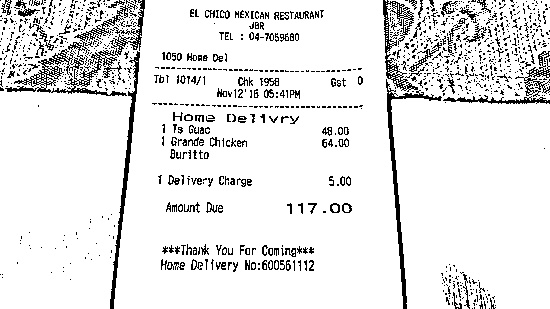 EL CHICO MEXICAN RESTAURANT
JBR
TEL : 04-7059680
1050 Home Del
Tbl 1014/1 Chk 1958 Gst 0
Nov12'16 05:41PM
Home Delivry
1 Ts Guac 48.00
1 Grande Chicken 64.00
Buritto
1 Delivery Charge 5.00
Amount Due 117.00
***Thank You For Coming***
Home Delivery No:600561112